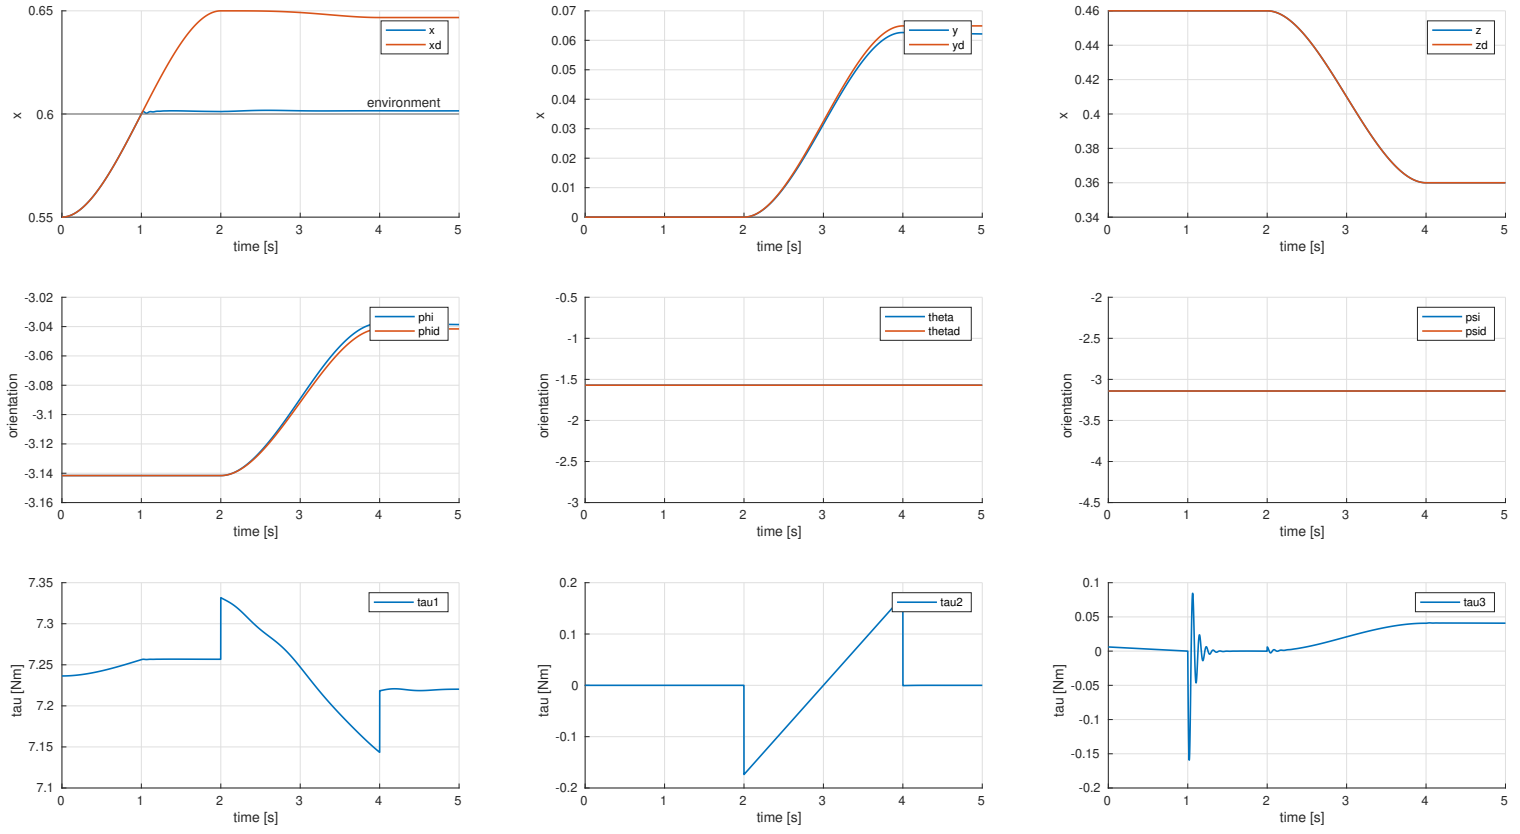 0.65
0.6
0.55
x
0 1 2 3 4 5
time [s]
x
xd
environment
0.07
0.06
0.05
0.04
0.03
0.02
0.01
0
x
0 1 2 3 4 5
time [s]
y
yd
0.46
0.44
0.42
0.4
0.38
0.36
0.34
x
0 1 2 3 4 5
time [s]
z
zd
-3.02
-3.04
-3.06
-3.08
-3.1
-3.12
-3.14
-3.16
orientation
0 1 2 3 4 5
time [s]
phi
phid
-0.5
-1
-1.5
-2
-2.5
-3
orientation
0 1 2 3 4 5
time [s]
theta
thetad
-2
-2.5
-3
-3.5
-4
-4.5
orientation
0 1 2 3 4 5
time [s]
psi
psid
7.35
7.3
7.25
7.2
7.15
7.1
tau [Nm]
0 1 2 3 4 5
time [s]
tau1
0.2
0.1
0
-0.1
-0.2
tau [Nm]
0 1 2 3 4 5
time [s]
tau2
0.1
0.05
0
-0.05
-0.1
-0.15
-0.2
tau [Nm]
0 1 2 3 4 5
time [s]
tau3